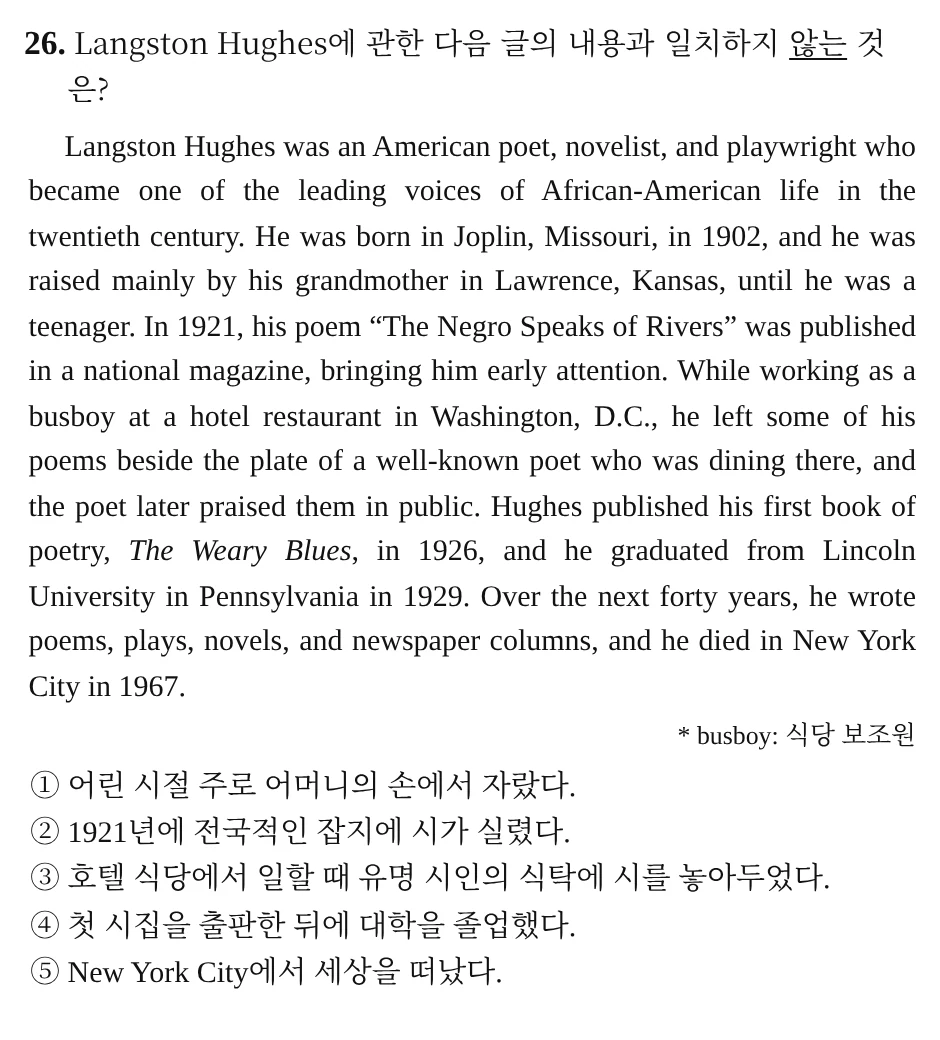 26. Langston Hughes에 관한 다음 글의 내용과 일치하지 않는 것
은?
Langston Hughes was an American poet, novelist, and playwright who
became one of the leading voices of African-American life in the
twentieth century. He was born in Joplin, Missouri, in 1902, and he was
raised mainly by his grandmother in Lawrence, Kansas, until he was a
teenager. In 1921, his poem “The Negro Speaks of Rivers” was published
in a national magazine, bringing him early attention. While working as a
busboy at a hotel restaurant in Washington, D.C., he left some of his
poems beside the plate of a well-known poet who was dining there, and
the poet later praised them in public. Hughes published his first book of
poetry, The Weary Blues, in 1926, and he graduated from Lincoln
University in Pennsylvania in 1929. Over the next forty years, he wrote
poems, plays, novels, and newspaper columns, and he died in New York
City in 1967.
* busboy: 식당 보조원
① 어린 시절 주로 어머니의 손에서 자랐다.
② 1921년에 전국적인 잡지에 시가 실렸다.
③ 호텔 식당에서 일할 때 유명 시인의 식탁에 시를 놓아두었다.
④ 첫 시집을 출판한 뒤에 대학을 졸업했다.
⑤ New York City에서 세상을 떠났다.